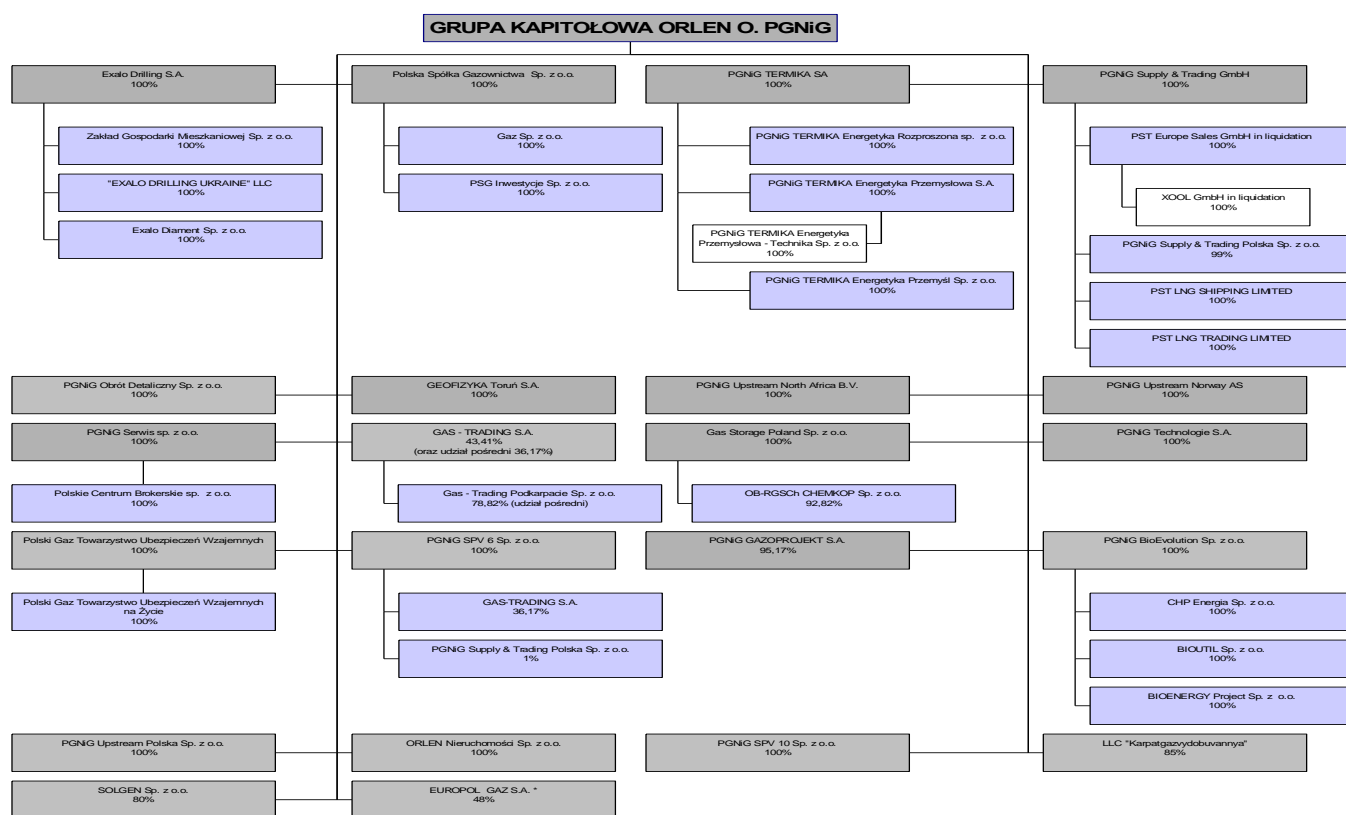 GRUPA KAPITOŁOWA ORLEN O. PGNiG
Exalo Drilling S.A.
100%
Polska Spółka Gazownictwa Sp. z o.o.
100%
PGNiG TERMIKA SA
100%
PGNiG Supply & Trading GmbH
100%
Zakład Gospodarki Mieszkaniowej Sp. z o.o.
100%
"EXALO DRILLING UKRAINE" LLC
100%
Exalo Diament Sp. z o.o.
100%
Gaz Sp. z o.o.
100%
PSG Inwestycje Sp. z o.o.
100%
PGNiG TERMIKA Energetyka Rozproszona sp. z o.o.
100%
PGNiG TERMIKA Energetyka Przemysłowa S.A.
100%
PGNiG TERMIKA Energetyka
Przemysłowa - Technika Sp. z o.o.
100%
PGNiG TERMIKA Energetyka Przemyśl Sp. z o.o.
100%
PST Europe Sales GmbH in liquidation
100%
XOOL GmbH in liquidation
100%
PGNiG Supply & Trading Polska Sp. z o.o.
99%
PST LNG SHIPPING LIMITED
100%
PST LNG TRADING LIMITED
100%
PGNiG Obrót Detaliczny Sp. z o.o.
100%
GEOFIZYKA Toruń S.A.
100%
PGNiG Upstream North Africa B.V.
100%
PGNiG Upstream Norway AS
100%
PGNiG Serwis sp. z o.o.
100%
GAS - TRADING S.A.
43,41%
(oraz udział pośredni 36,17%)
Gas Storage Poland Sp. z o.o.
100%
PGNiG Technologie S.A.
100%
Polskie Centrum Brokerskie sp. z o.o.
100%
Gas - Trading Podkarpacie Sp. z o.o.
78,82% (udział pośredni)
OB-RGSCh CHEMKOP Sp. z o.o.
92,82%
Polski Gaz Towarzystwo Ubezpieczeń Wzajemnych
100%
PGNiG SPV 6 Sp. z o.o.
100%
PGNiG GAZOPROJEKT S.A.
95,17%
PGNiG BioEvolution Sp. z o.o.
100%
Polski Gaz Towarzystwo Ubezpieczeń Wzajemnych
na Życie
100%
GAS-TRADING S.A.
36,17%
PGNiG Supply & Trading Polska Sp. z o.o.
1%
CHP Energia Sp. z o.o.
100%
BIOUTIL Sp. z o.o.
100%
BIOENERGY Project Sp. z o.o.
100%
PGNiG Upstream Polska Sp. z o.o.
100%
ORLEN Nieruchomości Sp. z o.o.
100%
PGNiG SPV 10 Sp. z o.o.
100%
LLC "Karpatgazvydobuvannya"
85%
SOLGEN Sp. z o.o.
80%
EUROPOL GAZ S.A. *
48%